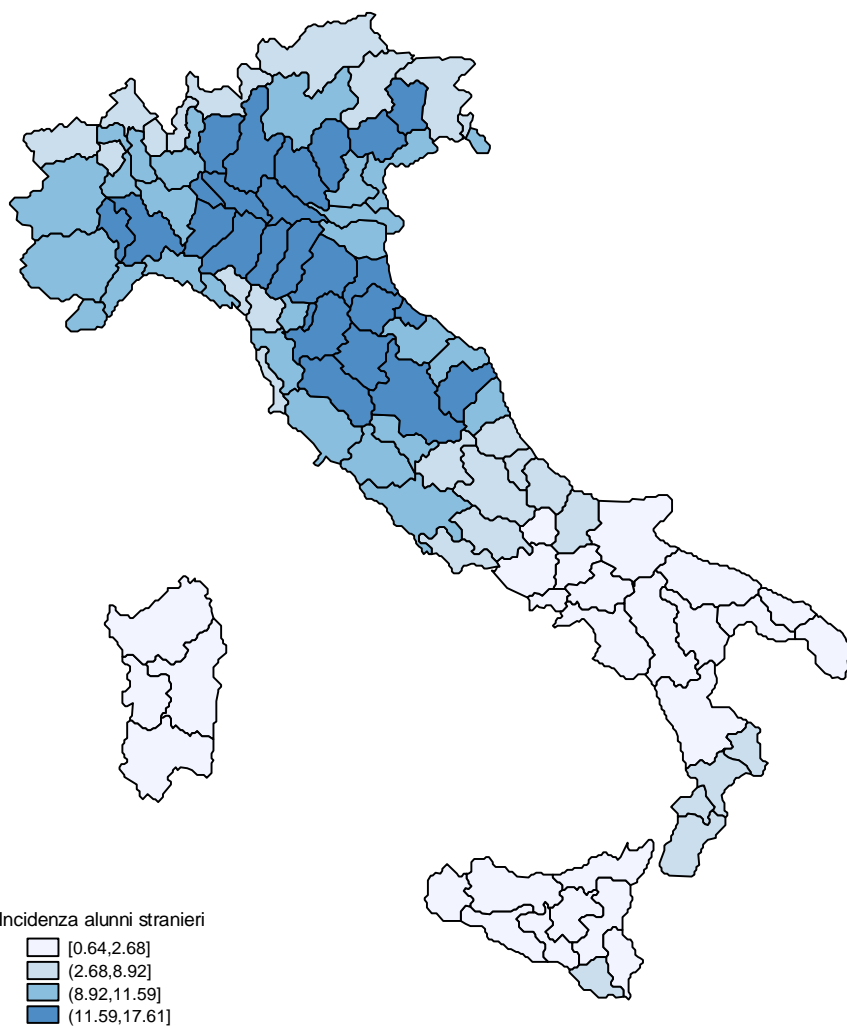 Incidenza alunni stranieri
[0.64,2.68]
(2.68,8.92]
(8.92,11.59]
(11.59,17.61]